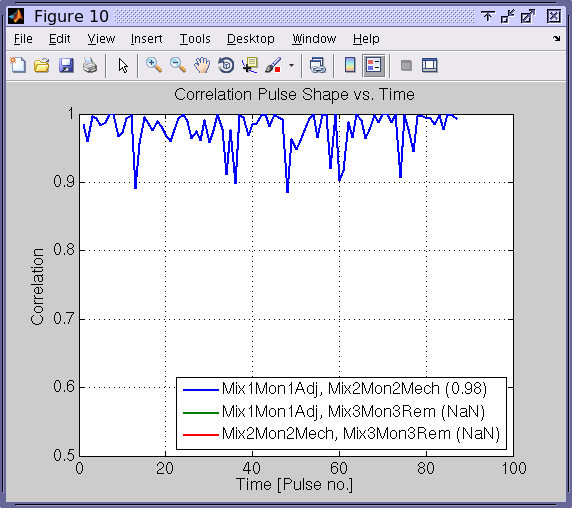 Figure 10
File Edit View Insert Tools Desktop Window Help
Correlation Pulse Shape vs. Time
1
0.9
0.8
0.7
0.6
0.5
Correlation
Mix1Mon1Adj, Mix2Mon2Mech (0.98)
Mix1Mon1Adj, Mix3Mon3Rem (NaN)
Mix2Mon2Mech, Mix3Mon3Rem (NaN)
0 20 40 60 80 100
Time [Pulse no.]